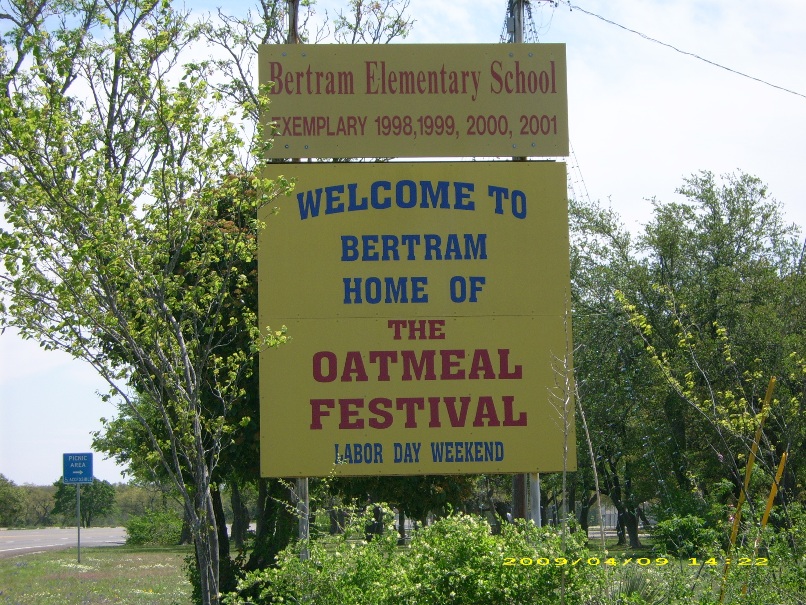 Bertram Elementary School
EXEMPLARY 1998,1999, 2000, 2001
WELCOME TO
BERTRAM
HOME OF
THE
OATMEAL
FESTIVAL
LABOR DAY WEEKEND
PICNIC
AREA
2009/04/09 14:22